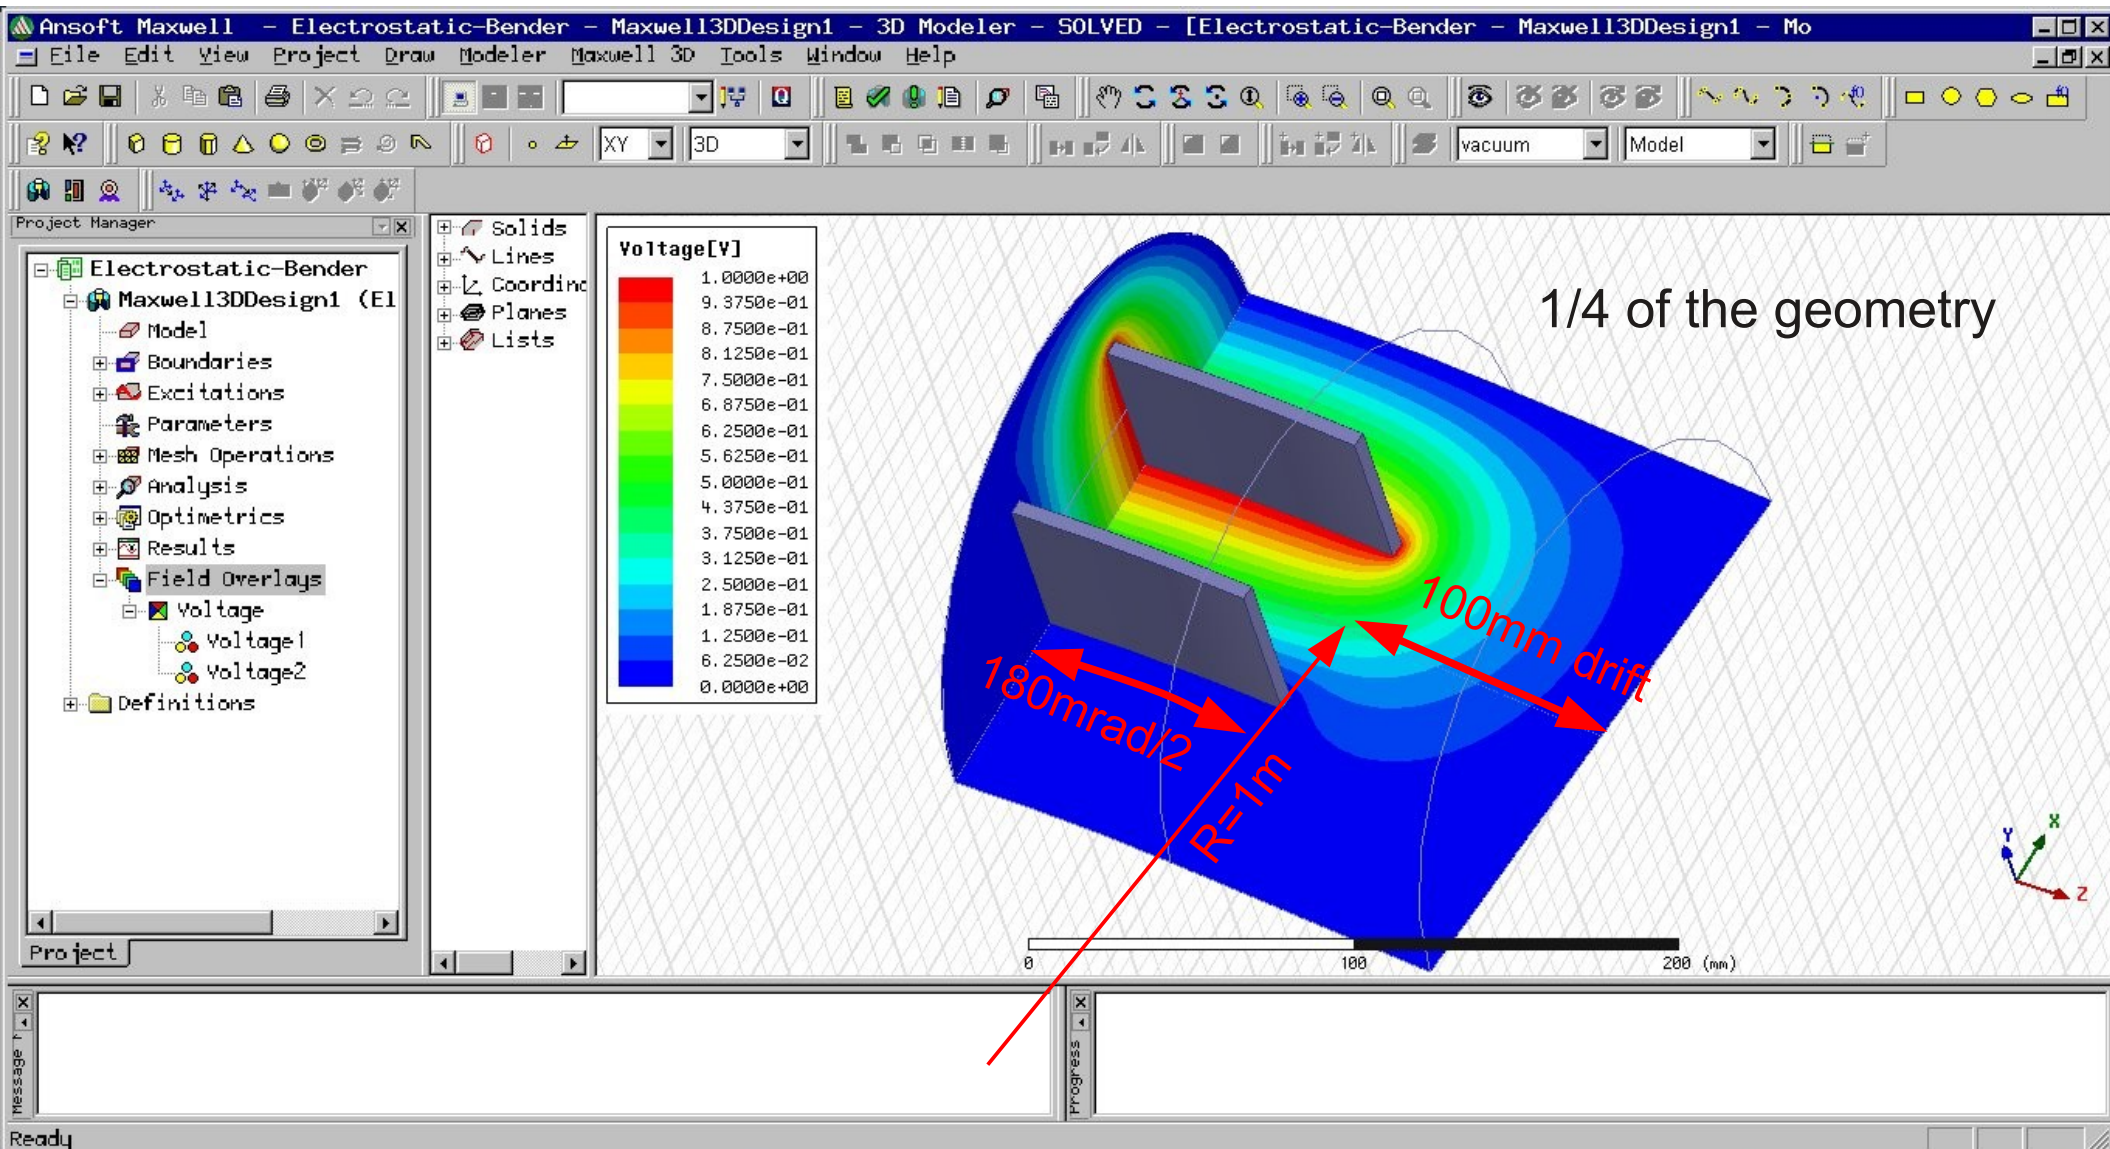 Ansoft Maxwell - Electrostatic-Bender - Maxwell3DDesign1 - 3D Modeler - SOLVED - [Electrostatic-Bender - Maxwell3DDesign1 - Mo
File Edit View Project Draw Modeler Maxwell 3D Tools Window Help
XY 3D vacuum Model
Project Manager
Electrostatic-Bender
Maxwell3DDesign1 (El
Model
Boundaries
Excitations
Parameters
Mesh Operations
Analysis
Optimetrics
Results
Field Overlays
Voltage
Voltage1
Voltage2
Definitions
Project
Solids
Lines
Coordinc
Planes
Lists
Voltage[V]
1.0000e+00
9.3750e-01
8.7500e-01
8.1250e-01
7.5000e-01
6.8750e-01
6.2500e-01
5.6250e-01
5.0000e-01
4.3750e-01
3.7500e-01
3.1250e-01
2.5000e-01
1.8750e-01
1.2500e-01
6.2500e-02
0.0000e+00
1/4 of the geometry
100mm drift
180mrad/2
R=1m
Y X
Z
0 100 200 (mm)
Message
Progress
Ready